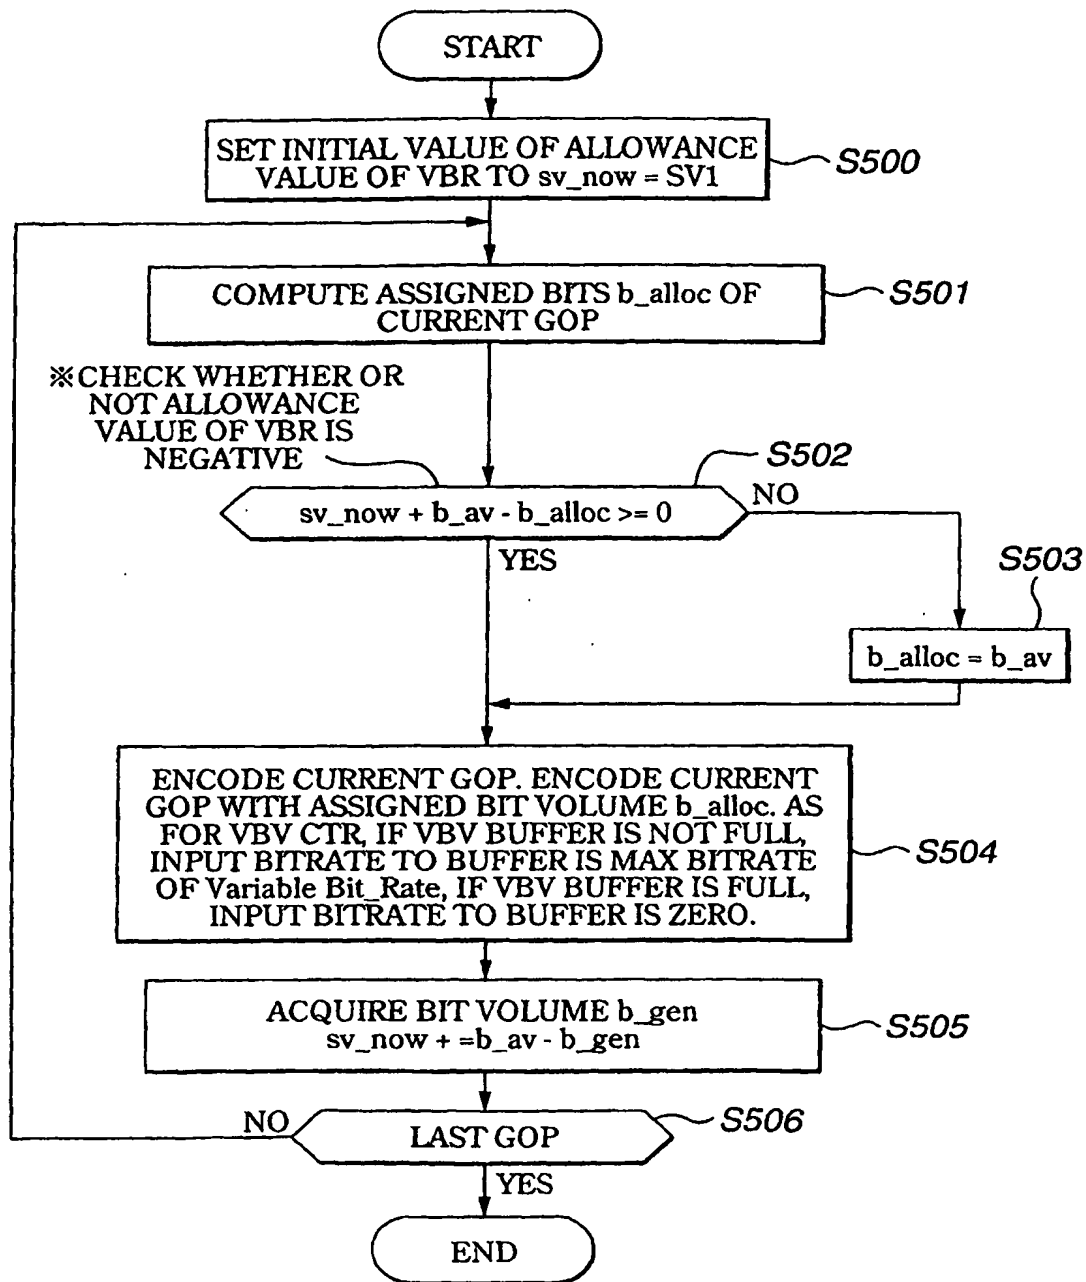 START
SET INITIAL VALUE OF ALLOWANCE
VALUE OF VBR TO sv_now = SV1
S500
COMPUTE ASSIGNED BITS b_alloc OF
CURRENT GOP
S501
※CHECK WHETHER OR
NOT ALLOWANCE
VALUE OF VBR IS
NEGATIVE
S502
sv_now + b_av - b_alloc >= 0
NO
YES
S503
b_alloc = b_av
ENCODE CURRENT GOP. ENCODE CURRENT
GOP WITH ASSIGNED BIT VOLUME b_alloc. AS
FOR VBV CTR, IF VBV BUFFER IS NOT FULL,
INPUT BITRATE TO BUFFER IS MAX BITRATE
OF Variable Bit_Rate, IF VBV BUFFER IS FULL,
INPUT BITRATE TO BUFFER IS ZERO.
S504
ACQUIRE BIT VOLUME b_gen
sv_now + =b_av - b_gen
S505
NO
LAST GOP
S506
YES
END